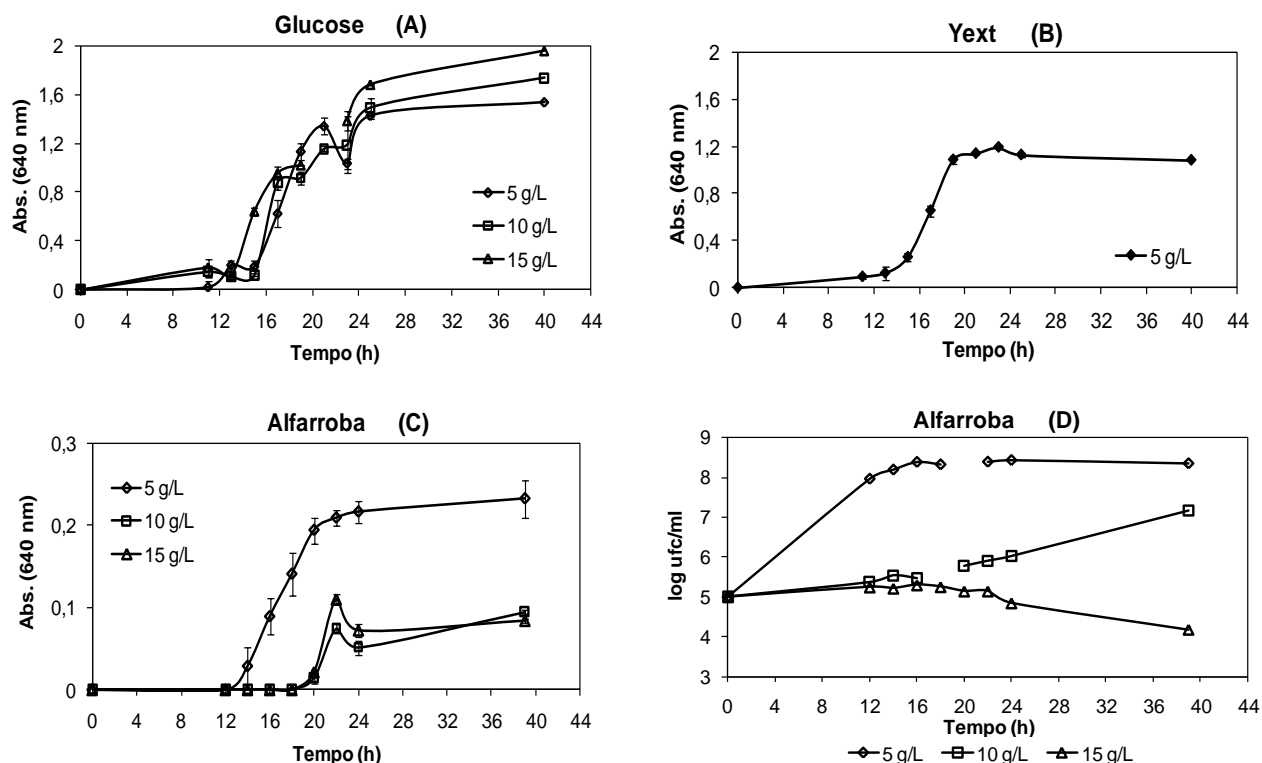 Glucose (A)
Abs. (640 nm)
2
1,6
1,2
0,8
0,4
0
0 4 8 12 16 20 24 28 32 36 40 44
Tempo (h)
5 g/L
10 g/L
15 g/L
Yext (B)
Abs. (640 nm)
2
1,6
1,2
0,8
0,4
0
0 4 8 12 16 20 24 28 32 36 40 44
Tempo (h)
5 g/L
Alfarroba (C)
Abs. (640 nm)
0,3
0,2
0,1
0
0 4 8 12 16 20 24 28 32 36 40 44
Tempo (h)
5 g/L
10 g/L
15 g/L
Alfarroba (D)
log ufc/ml
9
8
7
6
5
4
3
0 4 8 12 16 20 24 28 32 36 40 44
Tempo (h)
5 g/L 10 g/L 15 g/L